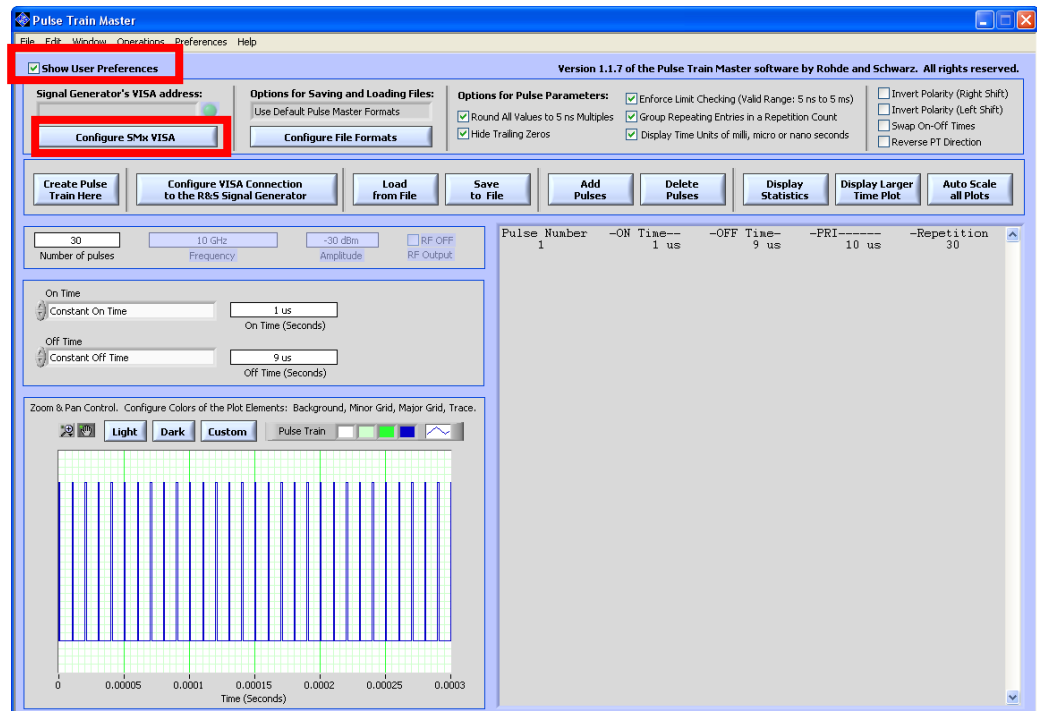 Pulse Train Master
File Edit Window Operations Preferences Help
Show User Preferences
Version 1.1.7 of the Pulse Train Master software by Rohde and Schwarz. All rights reserved.
Signal Generator's VISA address:
Configure SMx VISA
Options for Saving and Loading Files:
Use Default Pulse Master Formats
Configure File Formats
Options for Pulse Parameters:
Round All Values to 5 ns Multiples
Hide Trailing Zeros
Enforce Limit Checking (Valid Range: 5 ns to 5 ms)
Group Repeating Entries in a Repetition Count
Display Time Units of milli, micro or nano seconds
Invert Polarity (Right Shift)
Invert Polarity (Left Shift)
Swap On-Off Times
Reverse PT Direction
Create Pulse
Train Here
Configure VISA Connection
to the R&S Signal Generator
Load
from File
Save
to File
Add
Pulses
Delete
Pulses
Display
Statistics
Display Larger
Time Plot
Auto Scale
all Plots
30
Number of pulses
10 GHz
Frequency
-30 dBm
Amplitude
RF OFF
RF Output
Pulse Number -ON Time-- -OFF Time- -PRI------ -Repetition
1 1 us 9 us 10 us 30
On Time
Constant On Time
1 us
On Time (Seconds)
Off Time
Constant Off Time
9 us
Off Time (Seconds)
Zoom & Pan Control. Configure Colors of the Plot Elements: Background, Minor Grid, Major Grid, Trace.
Light Dark Custom Pulse Train
0 0.00005 0.0001 0.00015 0.0002 0.00025 0.0003
Time (Seconds)